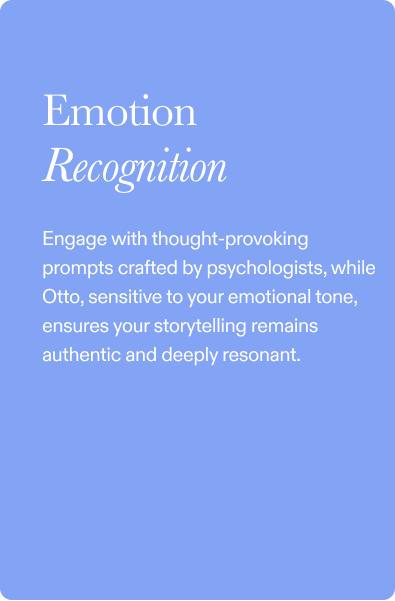 Emotion
Recognition
Engage with thought-provoking
prompts crafted by psychologists, while
Otto, sensitive to your emotional tone,
ensures your storytelling remains
authentic and deeply resonant.